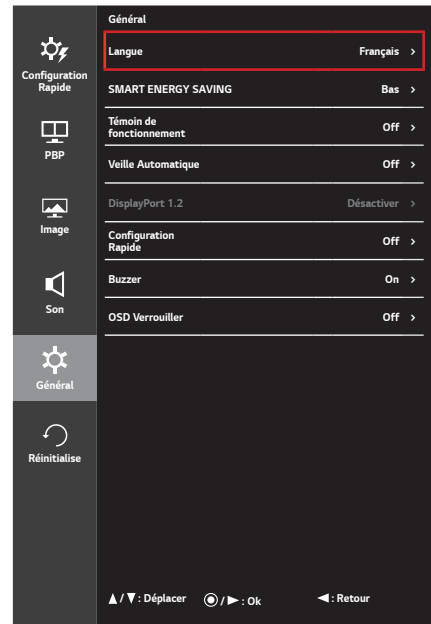 Général
Configuration
Rapide
PBP
Image
Son
Général
Réinitialise
Langue Français >
SMART ENERGY SAVING Bas >
Témoin de
fonctionnement Off >
Veille Automatique Off >
DisplayPort 1.2 Désactiver >
Configuration
Rapide Off >
Buzzer On >
OSD Verrouiller Off >
▲/▼: Déplacer ◉/►: Ok ◄: Retour